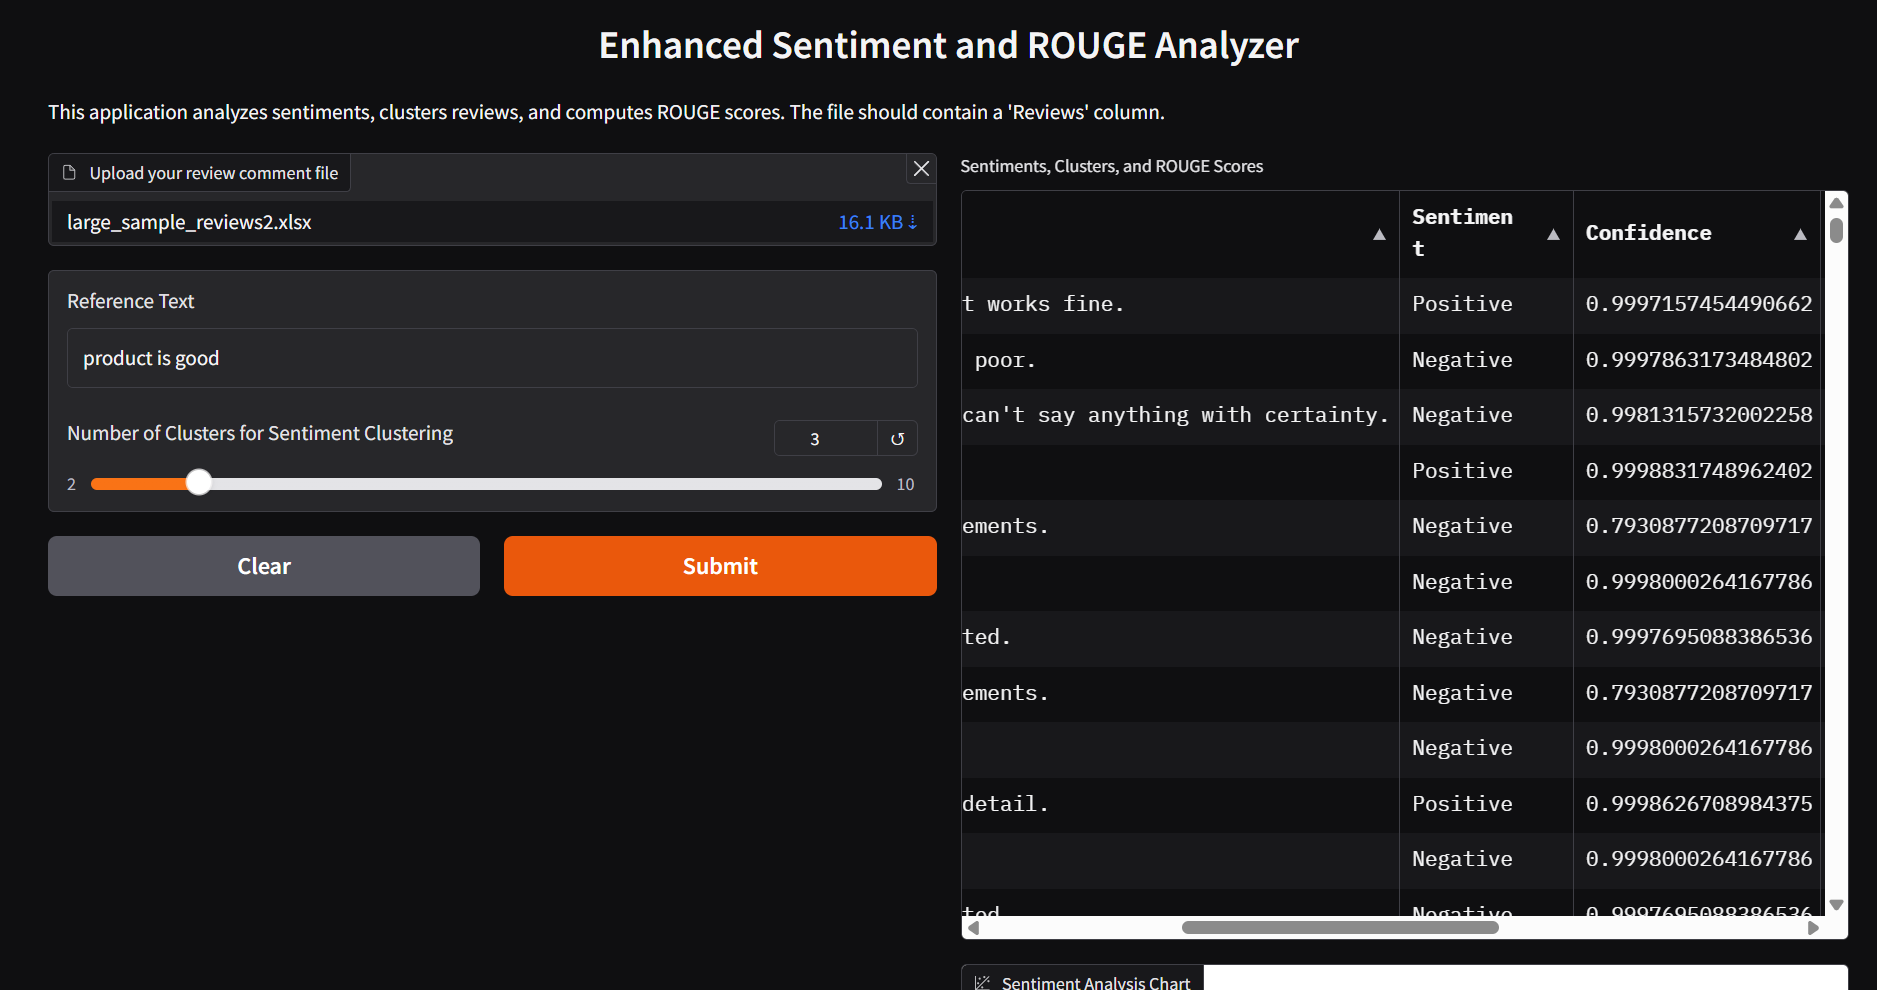 Enhanced Sentiment and ROUGE Analyzer
This application analyzes sentiments, clusters reviews, and computes ROUGE scores. The file should contain a 'Reviews' column.
Upload your review comment file
large_sample_reviews2.xlsx 16.1 KB ⇣
Reference Text
product is good
Number of Clusters for Sentiment Clustering
3
2
10
Clear
Submit
Sentiments, Clusters, and ROUGE Scores
Sentimen
t
Confidence
t works fine. Positive 0.9997157454490662
poor. Negative 0.9997863173484802
can't say anything with certainty. Negative 0.9981315732002258
Positive 0.9998831748962402
ements. Negative 0.7930877208709717
Negative 0.9998000264167786
ted. Negative 0.9997695088386536
ements. Negative 0.7930877208709717
Negative 0.9998000264167786
detail. Positive 0.9998626708984375
Negative 0.9998000264167786
ted Negative 0.9997695088386536
Sentiment Analysis Chart